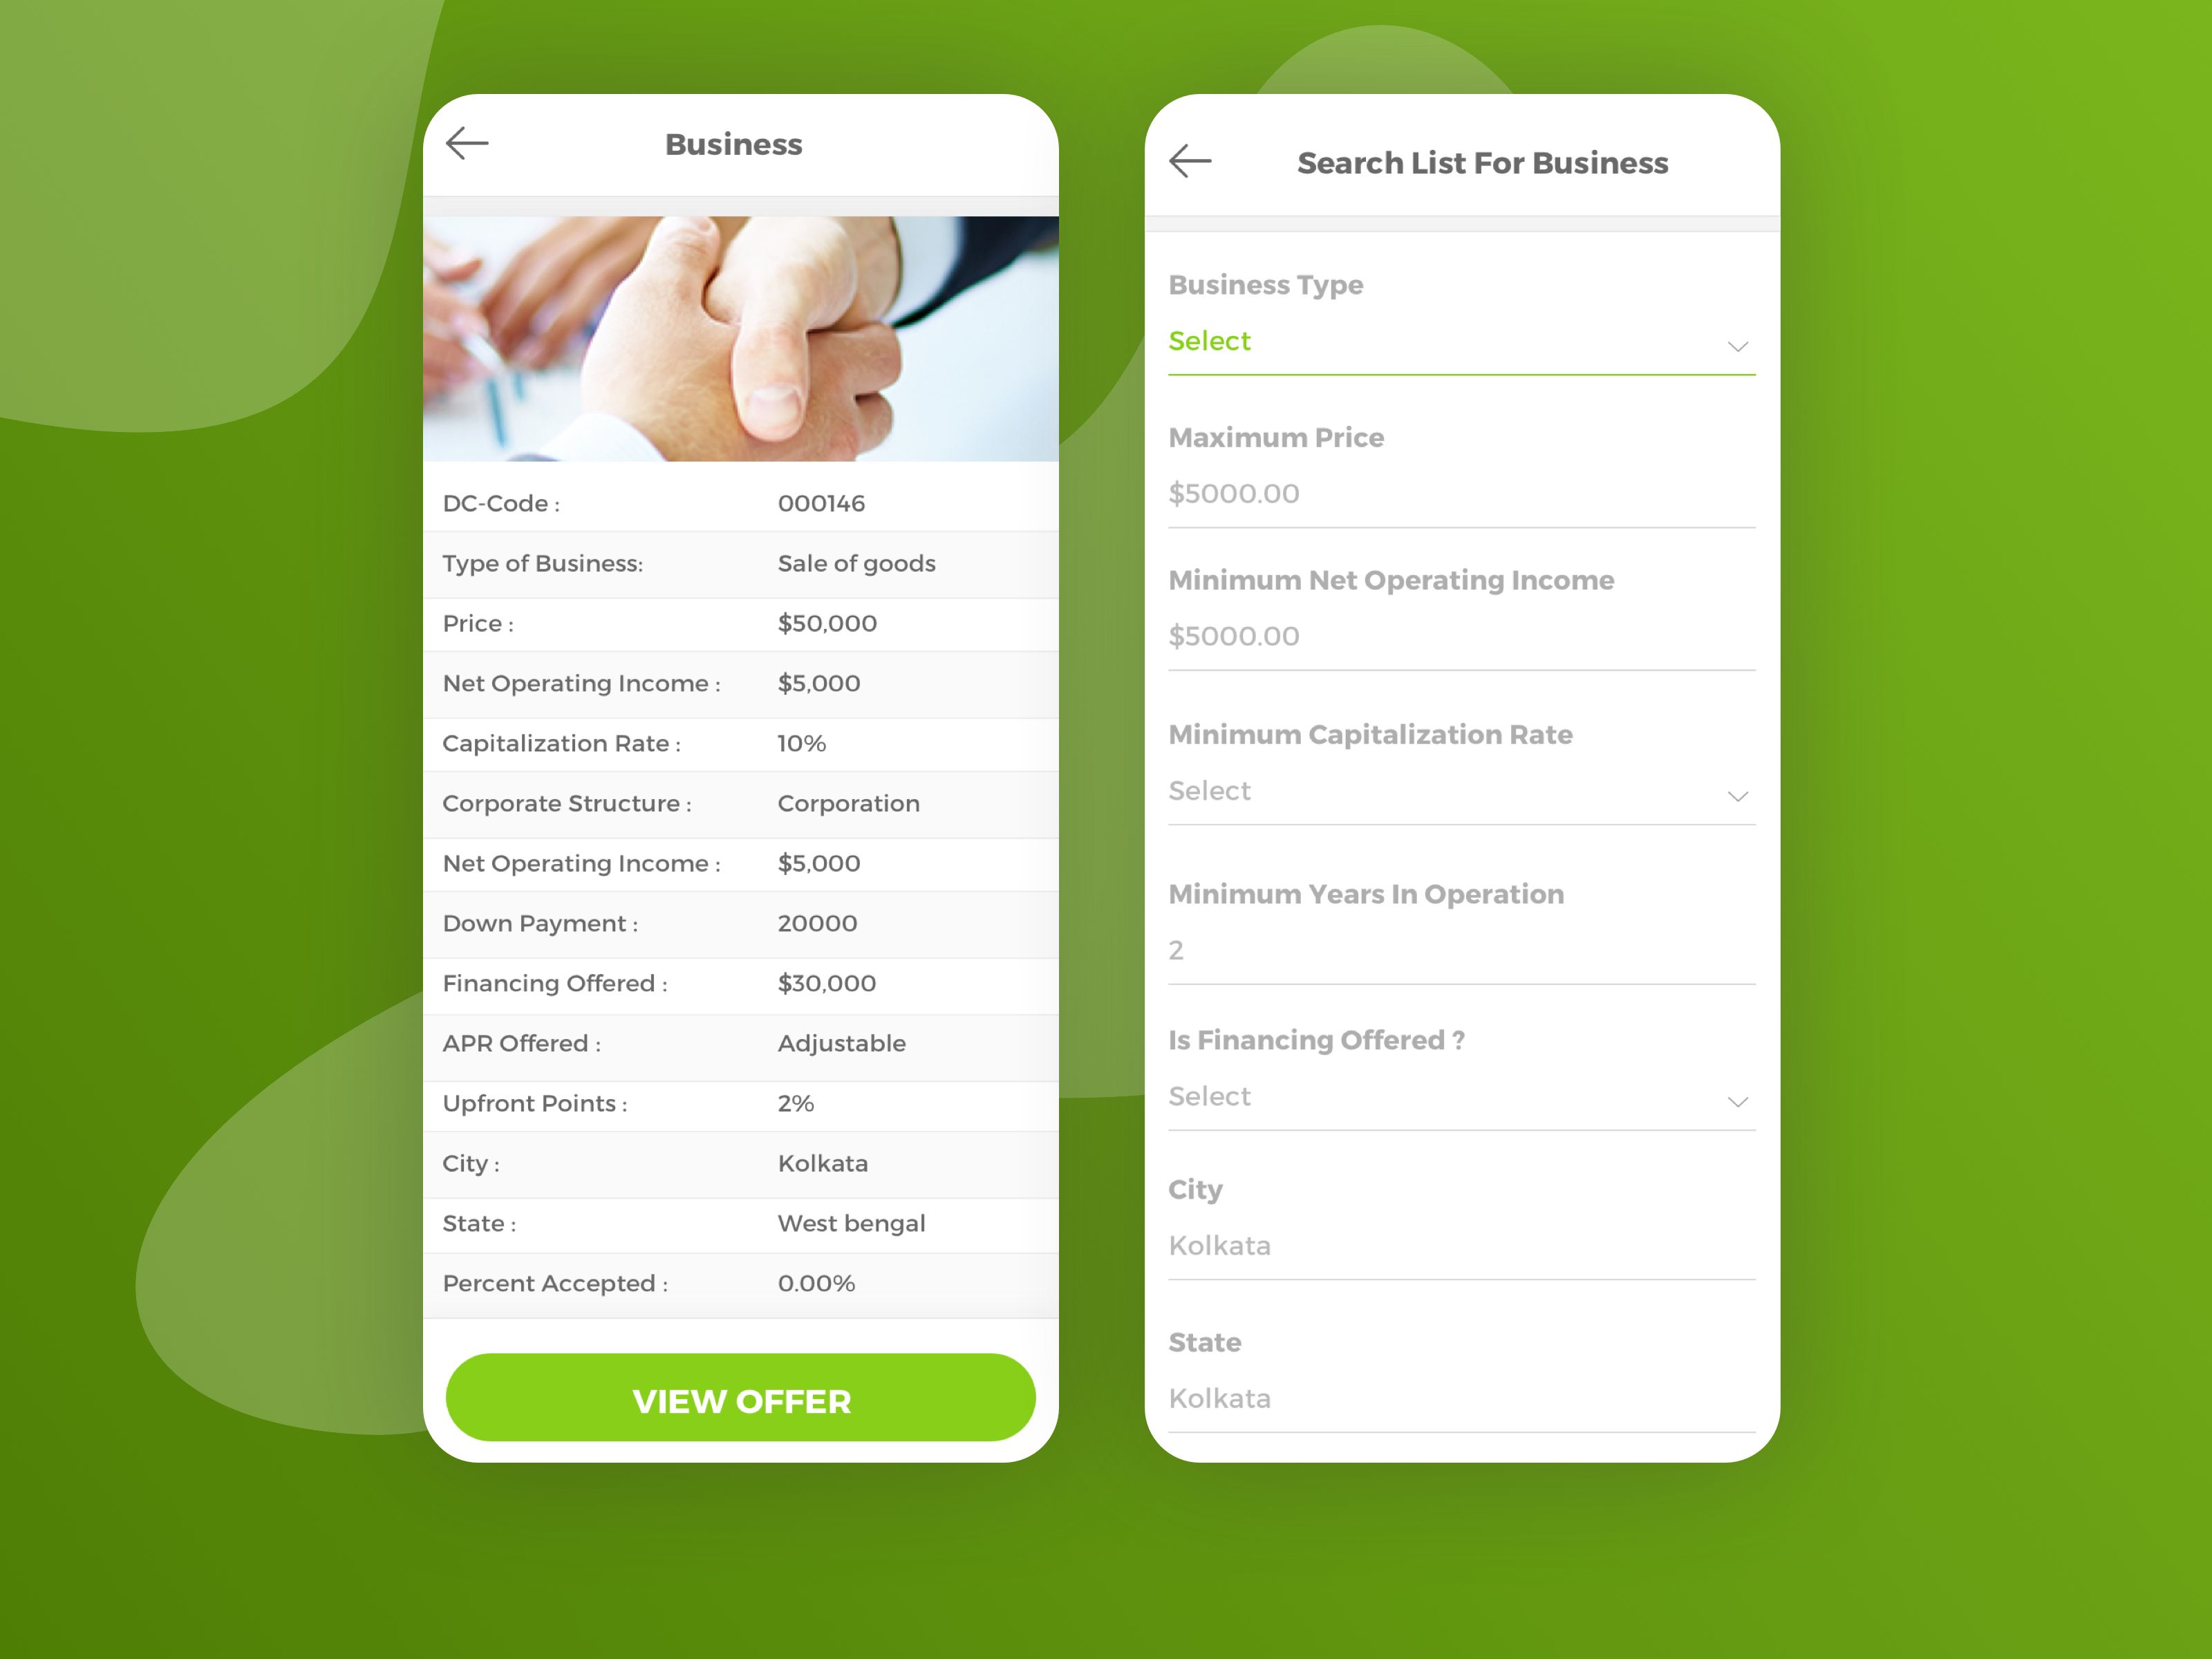 Business
DC-Code : 000146
Type of Business: Sale of goods
Price : $50,000
Net Operating Income : $5,000
Capitalization Rate : 10%
Corporate Structure : Corporation
Net Operating Income : $5,000
Down Payment : 20000
Financing Offered : $30,000
APR Offered : Adjustable
Upfront Points : 2%
City : Kolkata
State : West bengal
Percent Accepted : 0.00%
VIEW OFFER
Search List For Business
Business Type
Select
Maximum Price
$5000.00
Minimum Net Operating Income
$5000.00
Minimum Capitalization Rate
Select
Minimum Years In Operation
2
Is Financing Offered ?
Select
City
Kolkata
State
Kolkata